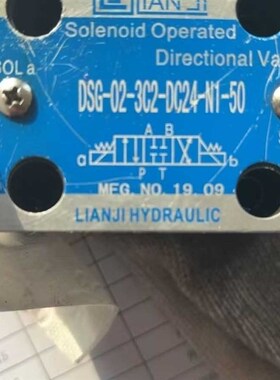 LIANJI
Solenoid Operated
Directional Va
SOL a
DSG-02-3C2-DC24-N1-50
A B
a b
P T
MFG. NO. 19 09
LIANJI HYDRAULIC